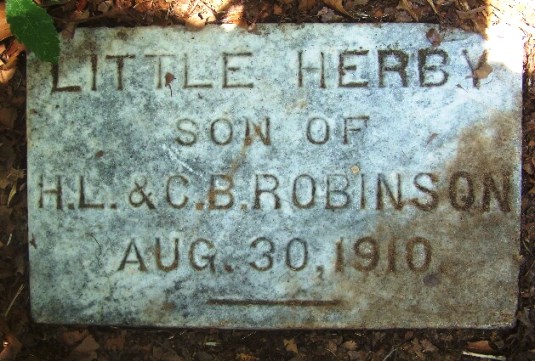 LITTLE HERBY
SON OF
H.L. & C.B. ROBINSON
AUG. 30, 1910